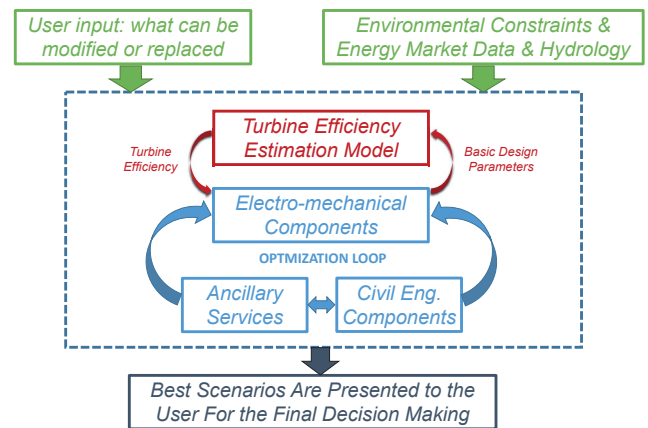 User input: what can be
modified or replaced
Environmental Constraints &
Energy Market Data & Hydrology
Turbine Efficiency
Estimation Model
Turbine
Efficiency
Basic Design
Parameters
Electro-mechanical
Components
OPTMIZATION LOOP
Ancillary
Services
Civil Eng.
Components
Best Scenarios Are Presented to the
User For the Final Decision Making